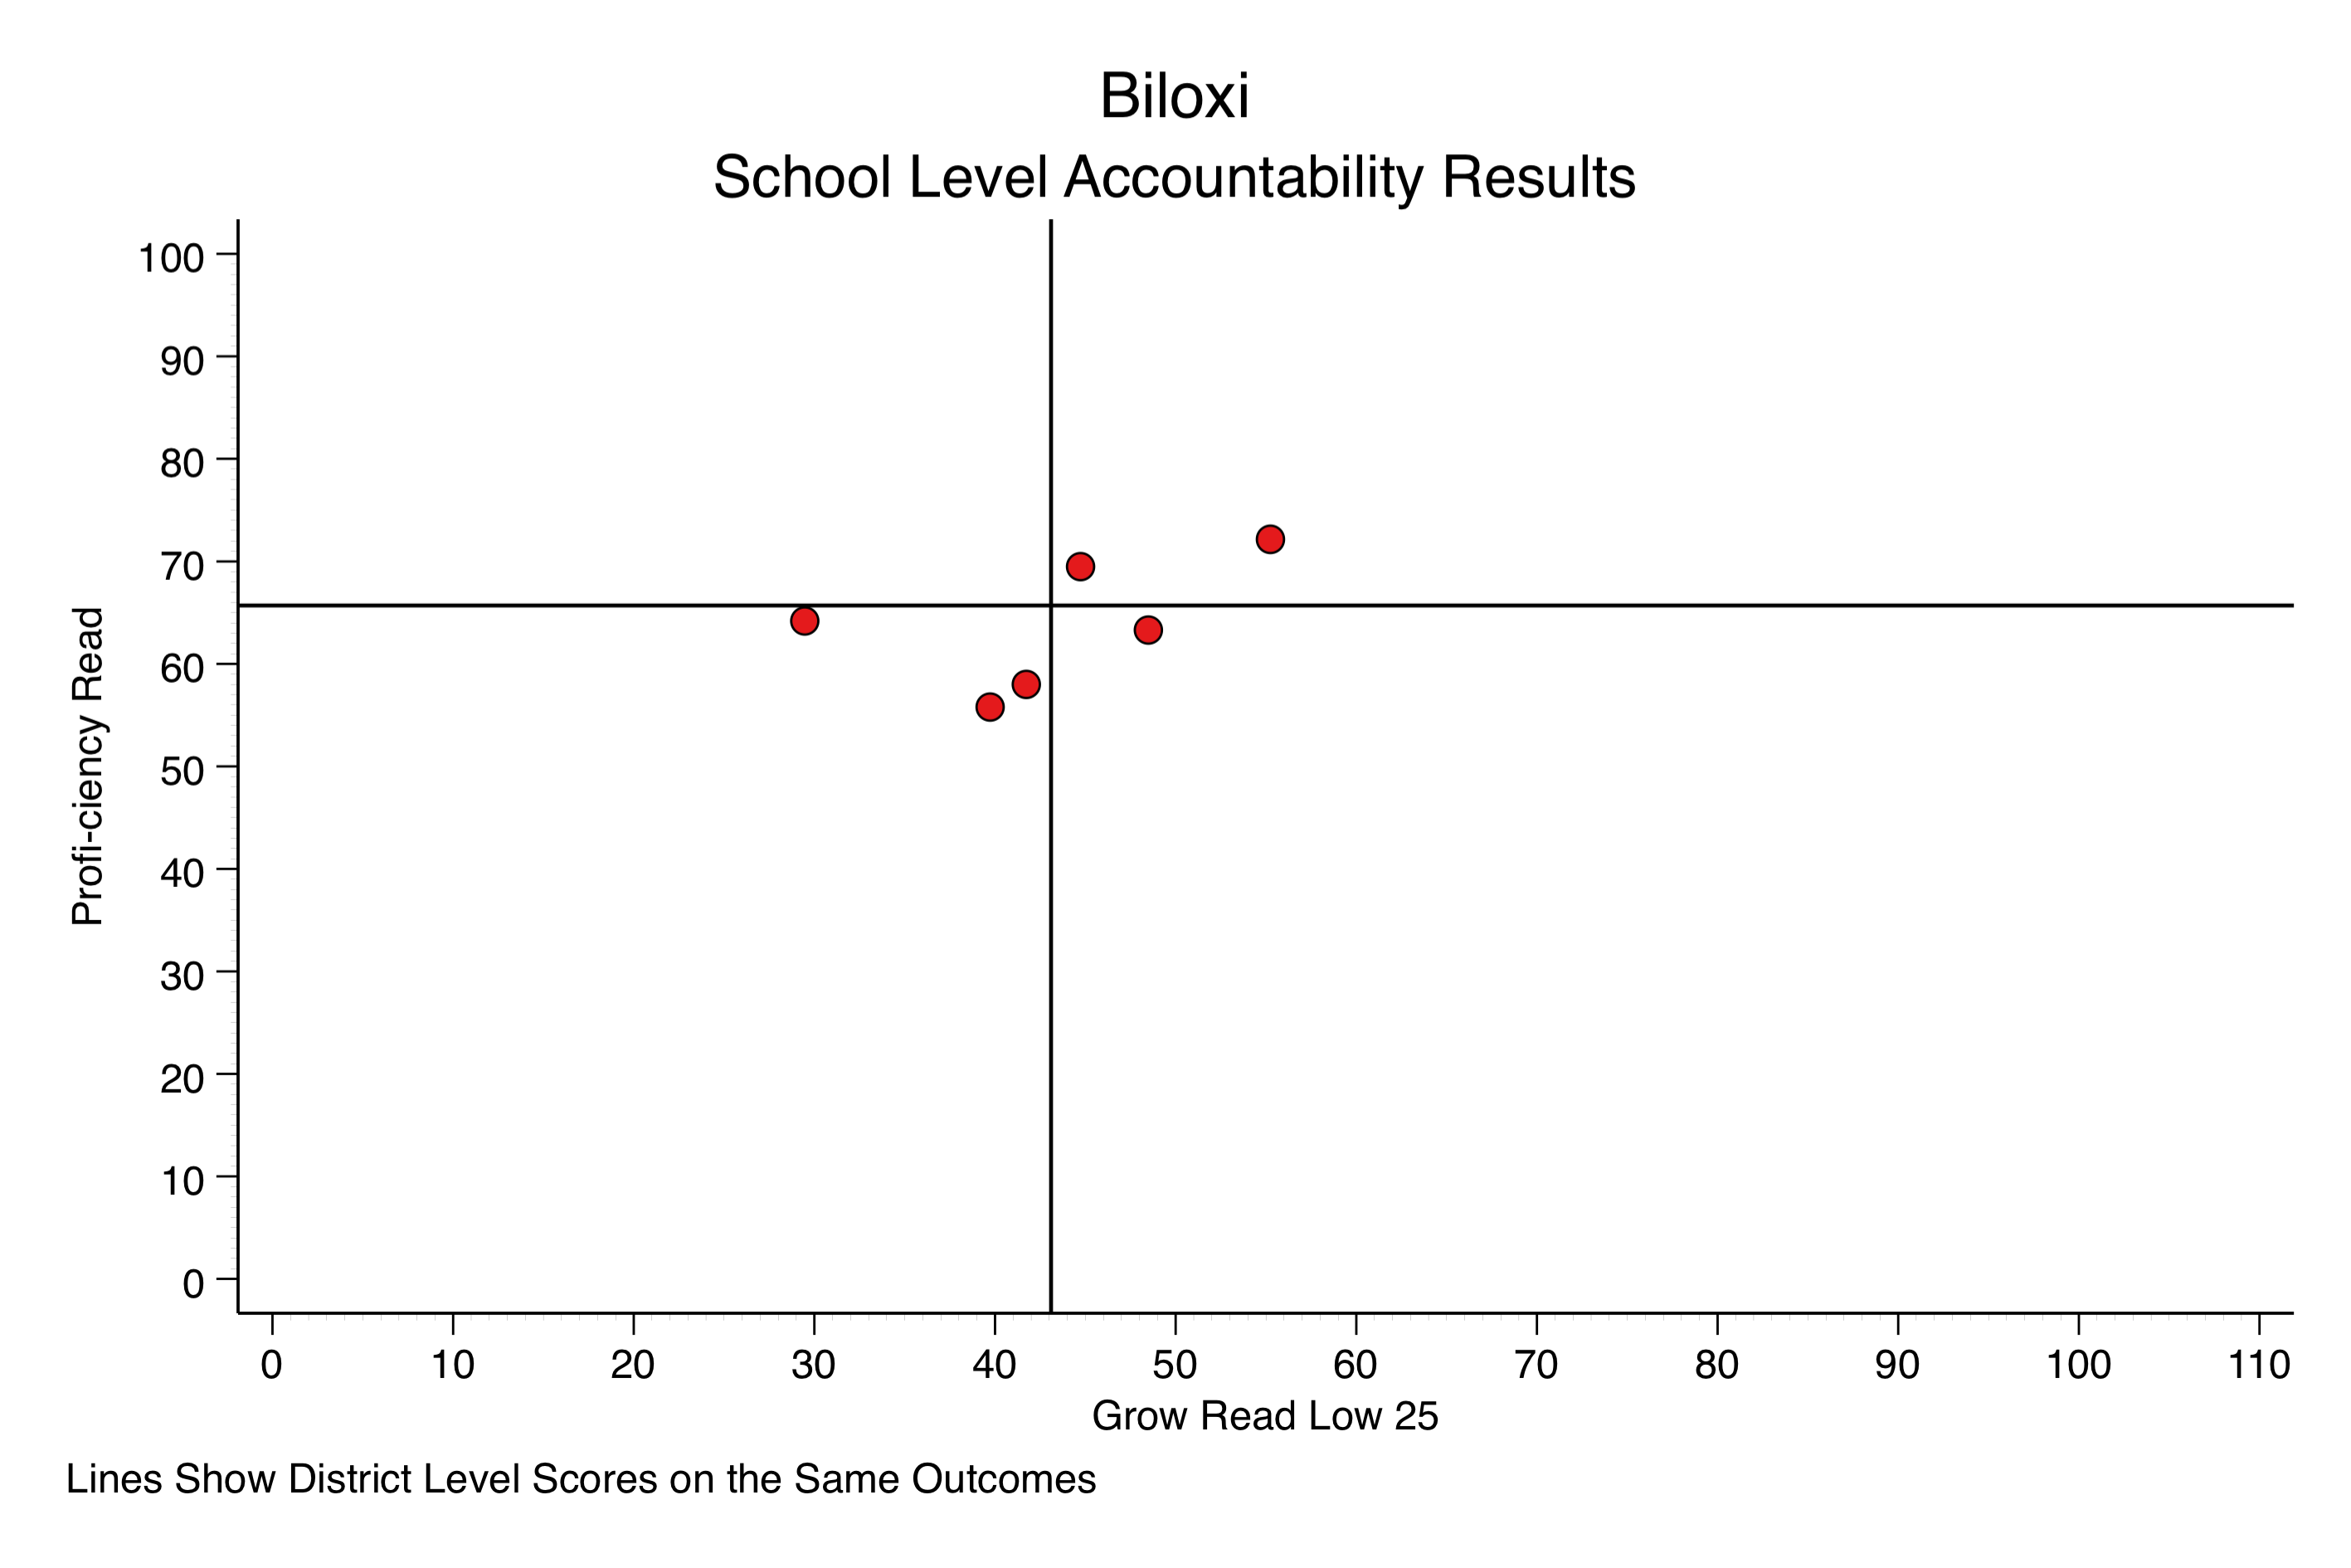 Biloxi
School Level Accountability Results
100
90
80
70
60
50
40
30
20
10
0
Profi-ciency Read
0 10 20 30 40 50 60 70 80 90 100 110
Grow Read Low 25
Lines Show District Level Scores on the Same Outcomes